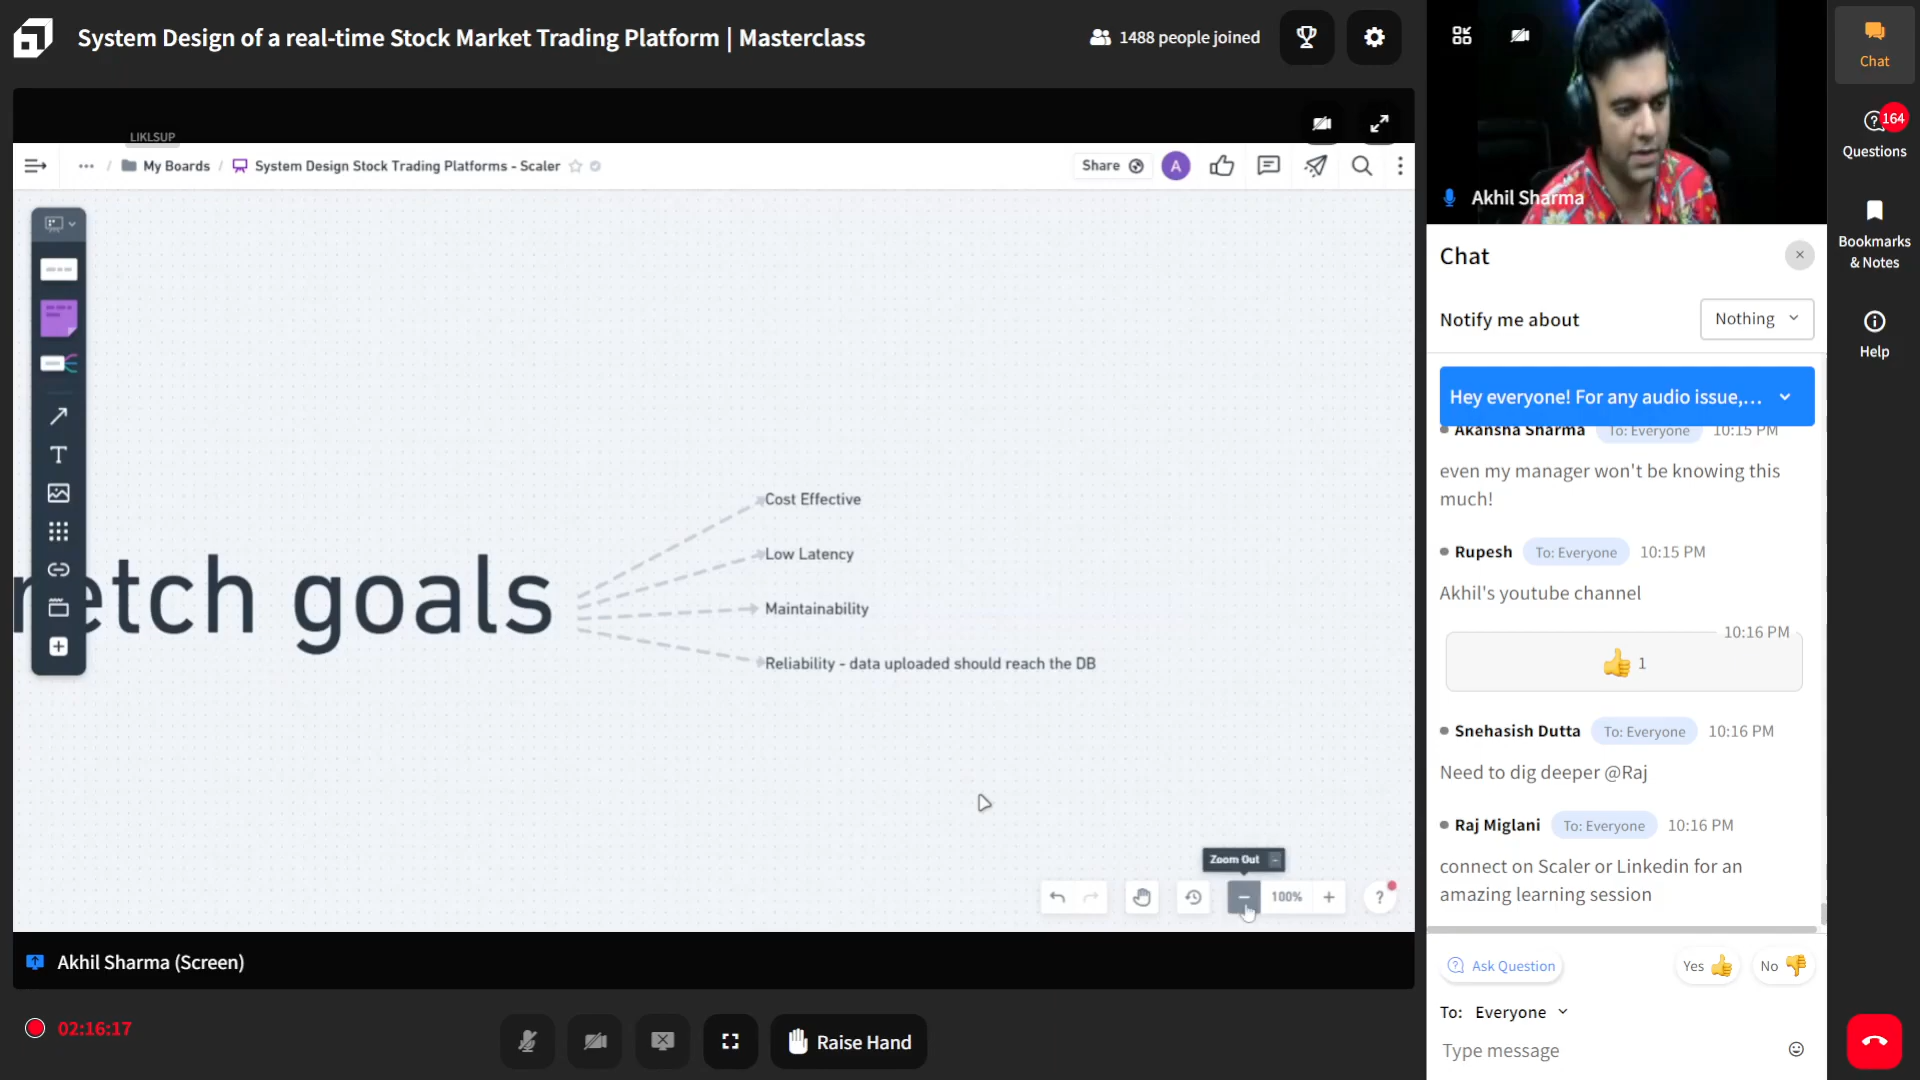 System Design of a real-time Stock Market Trading Platform | Masterclass
1488 people joined
LIKLSUP
... / My Boards / System Design Stock Trading Platforms - Scaler
Share
A
etch goals
Cost Effective
Low Latency
Maintainability
Reliability - data uploaded should reach the DB
Zoom Out -
100%
?
Akhil Sharma (Screen)
02:16:17
Raise Hand
Akhil Sharma
Chat
Notify me about
Nothing
Hey everyone! For any audio issue,...
Akansha Sharma To: Everyone 10:15 PM
even my manager won't be knowing this
much!
Rupesh To: Everyone 10:15 PM
Akhil's youtube channel
10:16 PM
1
Snehasish Dutta To: Everyone 10:16 PM
Need to dig deeper @Raj
Raj Miglani To: Everyone 10:16 PM
connect on Scaler or Linkedin for an
amazing learning session
Ask Question
Yes
No
To: Everyone
Type message
Chat
164
Questions
Bookmarks
& Notes
Help